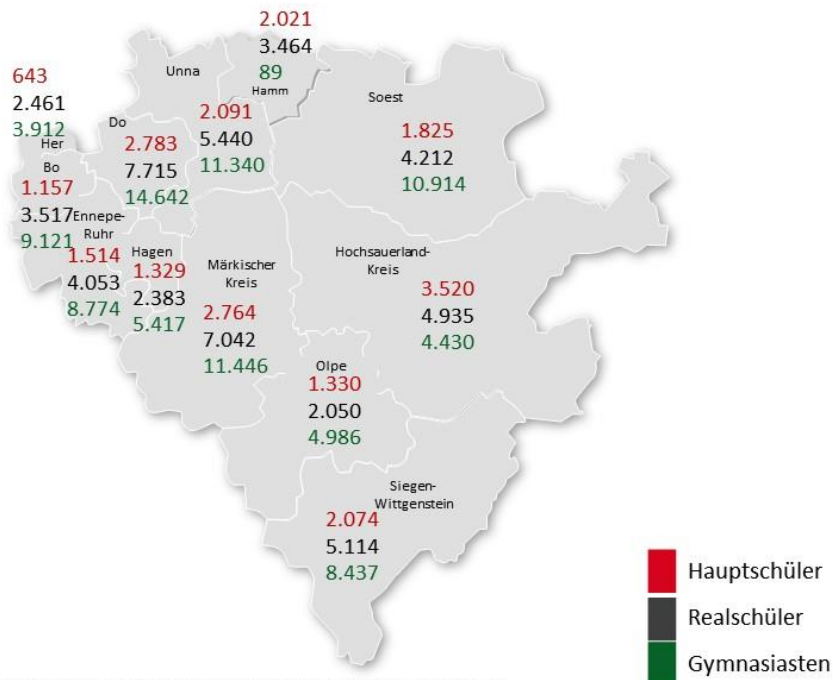 2.021
3.464
89
Hamm
Unna
643
2.461
3.912
Her
Do
2.783
7.715
14.642
2.091
5.440
11.340
Soest
1.825
4.212
10.914
Bo
1.157
3.517
9.121
Ennepe-
Ruhr
1.514
4.053
8.774
Hagen
1.329
2.383
5.417
Märkischer
Kreis
2.764
7.042
11.446
Hochsauerland-
Kreis
3.520
4.935
4.430
Olpe
1.330
2.050
4.986
Siegen-
Wittgenstein
2.074
5.114
8.437
Hauptschüler
Realschüler
Gymnasiasten